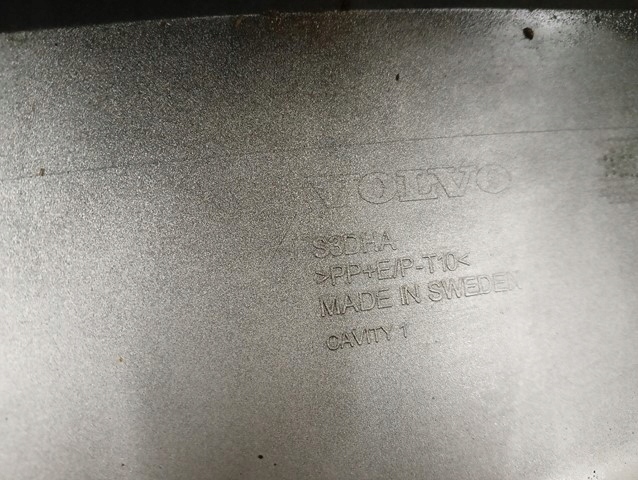 VOLVO
S3DHA
>PP+E/P-T10<
MADE IN SWEDEN
CAVITY 1